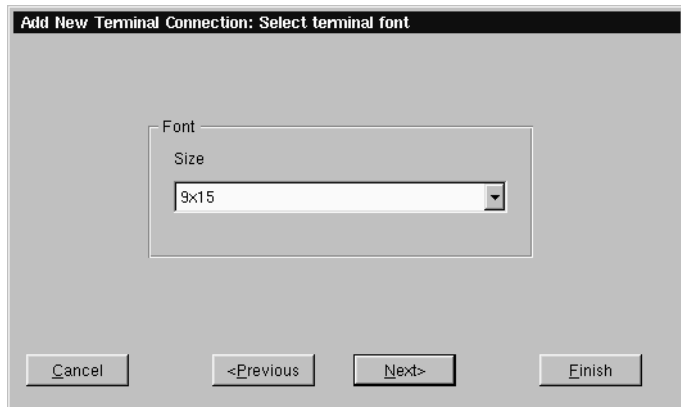 Add New Terminal Connection: Select terminal font
Font
Size
9x15
Cancel
<Previous
Next>
Finish